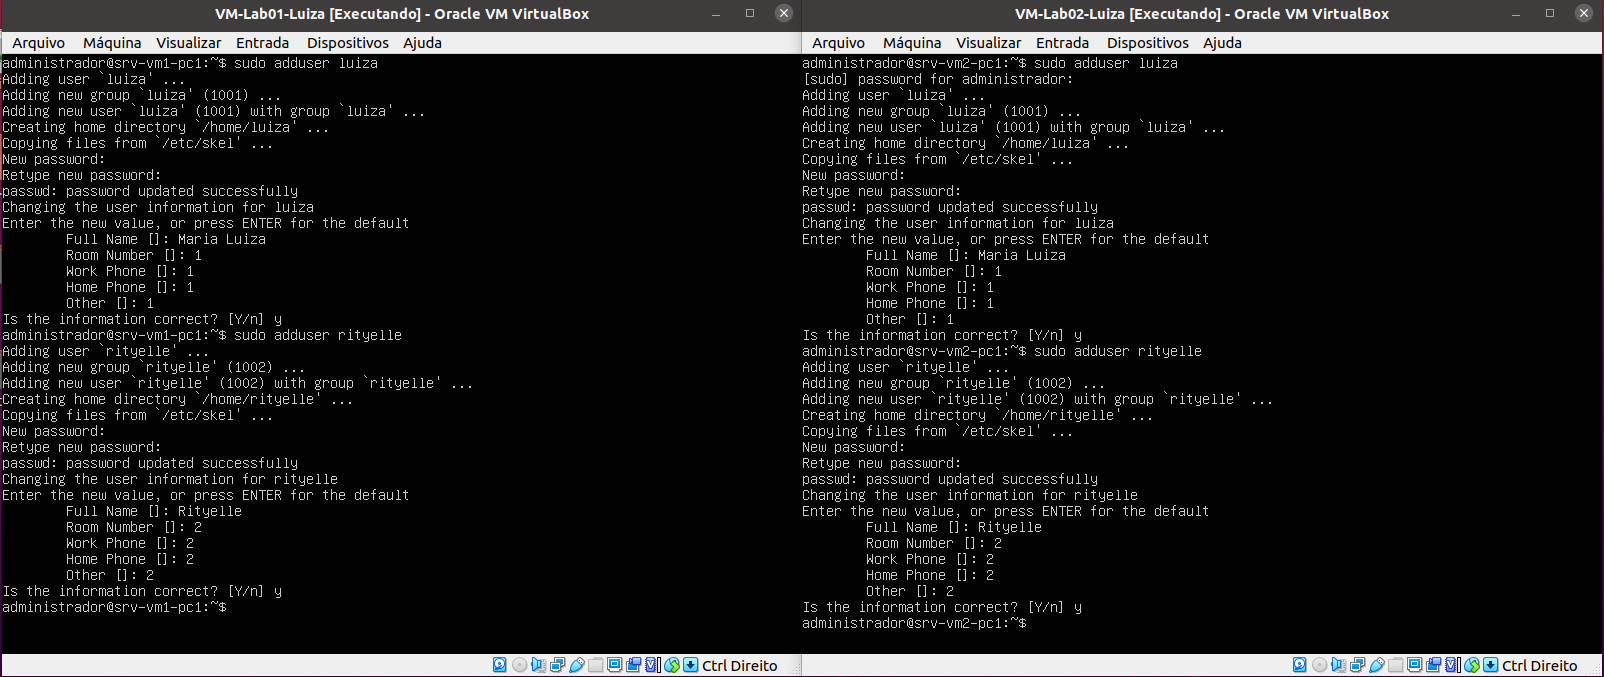 VM-Lab01-Luiza [Executando] - Oracle VM VirtualBox
Arquivo Máquina Visualizar Entrada Dispositivos Ajuda
administrador@srv-vm1-pc1:~$ sudo adduser luiza
Adding user `luiza' ...
Adding new group `luiza' (1001) ...
Adding new user `luiza' (1001) with group `luiza' ...
Creating home directory `/home/luiza' ...
Copying files from `/etc/skel' ...
New password:
Retype new password:
passwd: password updated successfully
Changing the user information for luiza
Enter the new value, or press ENTER for the default
Full Name []: Maria Luiza
Room Number []: 1
Work Phone []: 1
Home Phone []: 1
Other []: 1
Is the information correct? [Y/n] y
administrador@srv-vm1-pc1:~$ sudo adduser rityelle
Adding user `rityelle' ...
Adding new group `rityelle' (1002) ...
Adding new user `rityelle' (1002) with group `rityelle' ...
Creating home directory `/home/rityelle' ...
Copying files from `/etc/skel' ...
New password:
Retype new password:
passwd: password updated successfully
Changing the user information for rityelle
Enter the new value, or press ENTER for the default
Full Name []: Rityelle
Room Number []: 2
Work Phone []: 2
Home Phone []: 2
Other []: 2
Is the information correct? [Y/n] y
administrador@srv-vm1-pc1:~$
Ctrl Direito
VM-Lab02-Luiza [Executando] - Oracle VM VirtualBox
Arquivo Máquina Visualizar Entrada Dispositivos Ajuda
administrador@srv-vm2-pc1:~$ sudo adduser luiza
[sudo] password for administrador:
Adding user `luiza' ...
Adding new group `luiza' (1001) ...
Adding new user `luiza' (1001) with group `luiza' ...
Creating home directory `/home/luiza' ...
Copying files from `/etc/skel' ...
New password:
Retype new password:
passwd: password updated successfully
Changing the user information for luiza
Enter the new value, or press ENTER for the default
Full Name []: Maria Luiza
Room Number []: 1
Work Phone []: 1
Home Phone []: 1
Other []: 1
Is the information correct? [Y/n] y
administrador@srv-vm2-pc1:~$ sudo adduser rityelle
Adding user `rityelle' ...
Adding new group `rityelle' (1002) ...
Adding new user `rityelle' (1002) with group `rityelle' ...
Creating home directory `/home/rityelle' ...
Copying files from `/etc/skel' ...
New password:
Retype new password:
passwd: password updated successfully
Changing the user information for rityelle
Enter the new value, or press ENTER for the default
Full Name []: Rityelle
Room Number []: 2
Work Phone []: 2
Home Phone []: 2
Other []: 2
Is the information correct? [Y/n] y
administrador@srv-vm2-pc1:~$
Ctrl Direito